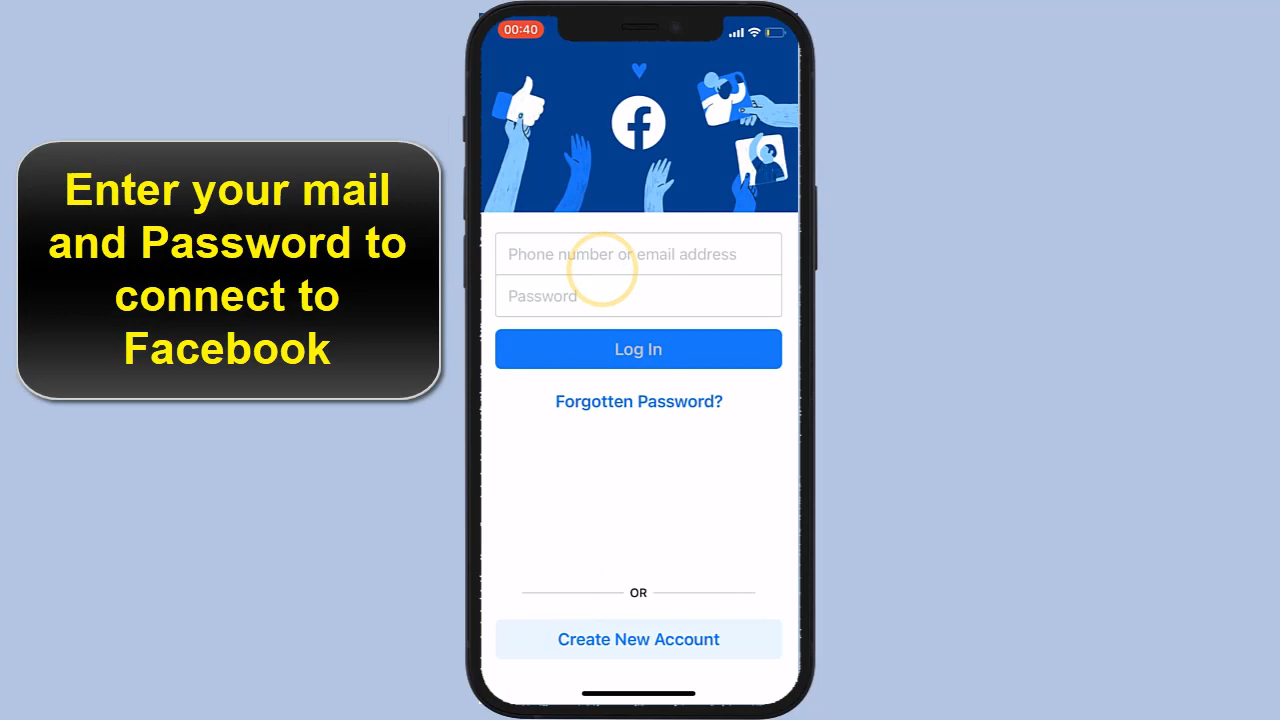 Enter your mail
and Password to
connect to
Facebook
00:40
f
Phone number or email address
Password
Log In
Forgotten Password?
OR
Create New Account